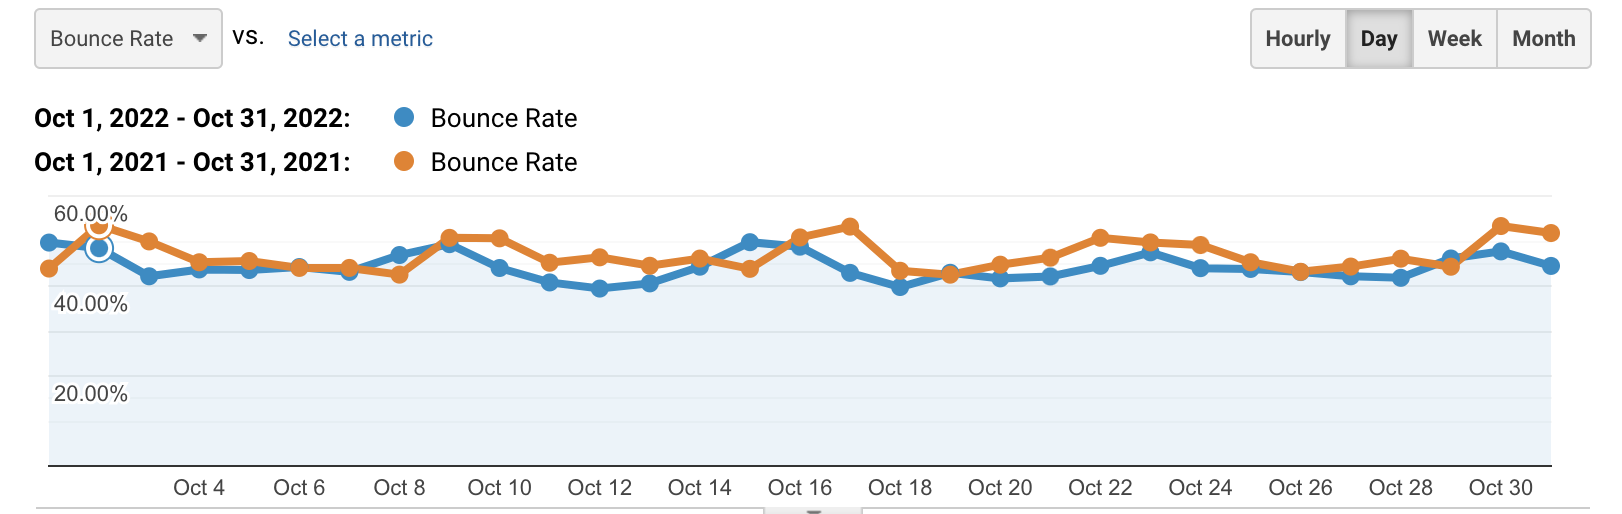 Bounce Rate vs. Select a metric Hourly Day Week Month
Oct 1, 2022 - Oct 31, 2022: Bounce Rate
Oct 1, 2021 - Oct 31, 2021: Bounce Rate
60.00%
40.00%
20.00%
Oct 4 Oct 6 Oct 8 Oct 10 Oct 12 Oct 14 Oct 16 Oct 18 Oct 20 Oct 22 Oct 24 Oct 26 Oct 28 Oct 30